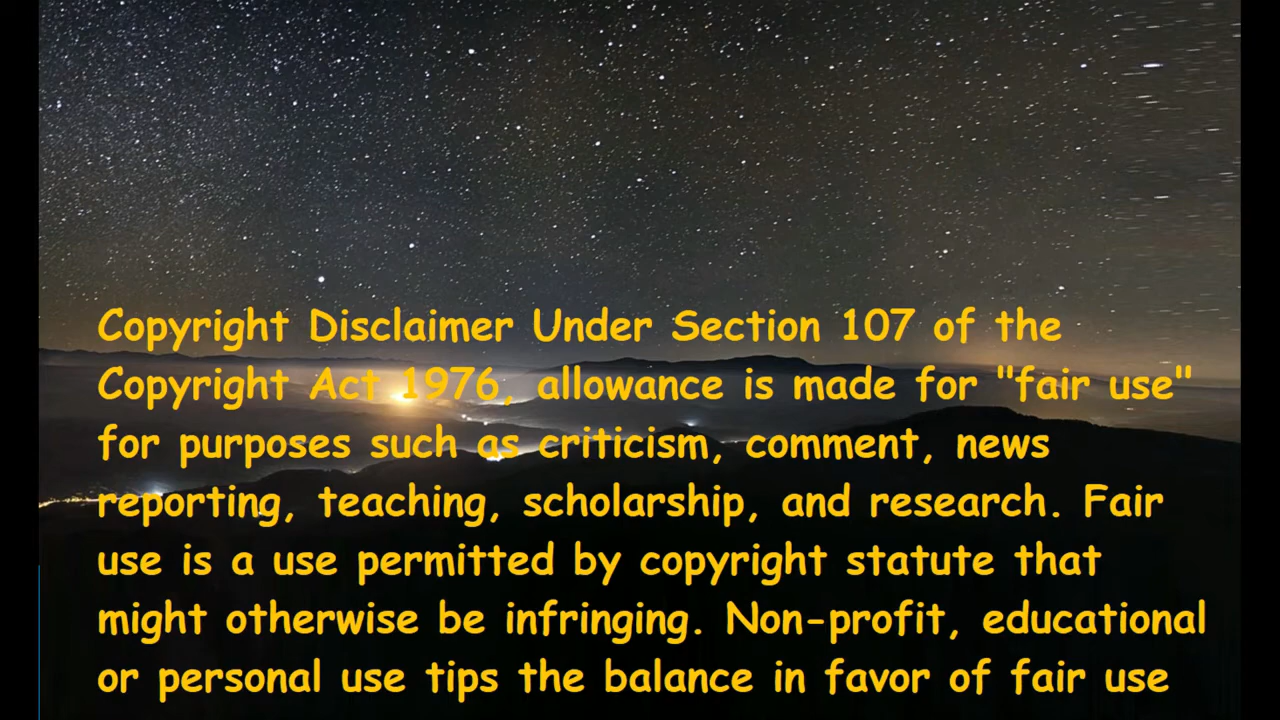 Copyright Disclaimer Under Section 107 of the
Copyright Act 1976, allowance is made for "fair use"
for purposes such as criticism, comment, news
reporting, teaching, scholarship, and research. Fair
use is a use permitted by copyright statute that
might otherwise be infringing. Non-profit, educational
or personal use tips the balance in favor of fair use